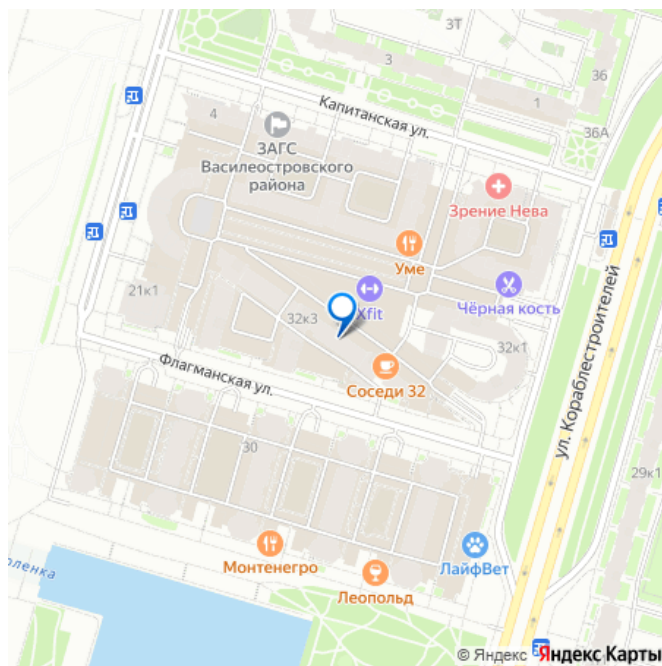 3Т
3
36
1
36А
Капитанская ул.
4
ЗАГС
Василеостровского
района
Зрение Нева
Уме
Xfit
Чёрная кость
21к1
32к3
32к1
Соседи 32
Флагманская ул.
ул. Кораблестроителей
30
29к1
Монтенегро
ЛайфВет
Леопольд
оленка
© Яндекс Яндекс Карты